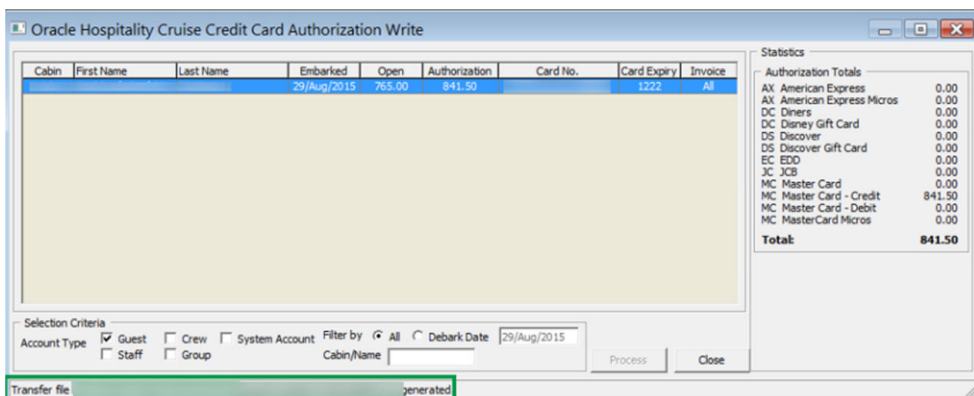 Oracle Hospitality Cruise Credit Card Authorization Write
Cabin First Name Last Name Embarked Open Authorization Card No. Card Expiry Invoice
29/Aug/2015 765.00 841.50 1222 All
Statistics
Authorization Totals
AX American Express 0.00
AX American Express Micros 0.00
DC Diners 0.00
DC Disney Gift Card 0.00
DS Discover 0.00
DS Discover Gift Card 0.00
EC EDD 0.00
JC JCB 0.00
MC Master Card 0.00
MC Master Card - Credit 841.50
MC Master Card - Debit 0.00
MC MasterCard Micros 0.00
Total: 841.50
Selection Criteria
Account Type Guest Crew System Account Filter by All Debark Date 29/Aug/2015
Staff Group Cabin/Name
Process Close
Transfer file generated